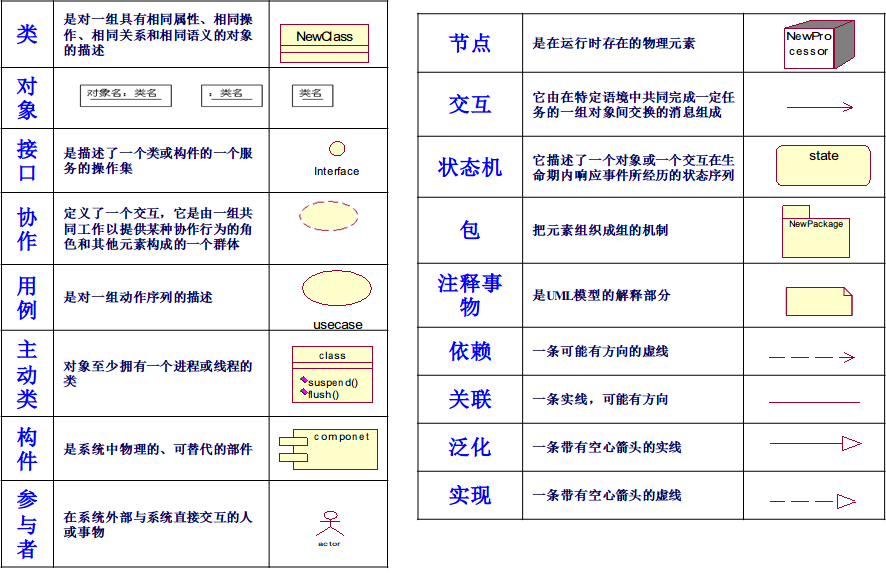 类
是对一组具有相同属性、相同操
作、相同关系和相同语义的对象
的描述
NewClass
对
象
对象名：类名
：类名
类名
接
口
是描述了一个类或构件的一个服
务的操作集
Interface
协
作
定义了一个交互，它是由一组共
同工作以提供某种协作行为的角
色和其他元素构成的一个群体
用
例
是对一组动作序列的描述
usecase
主
动
类
对象至少拥有一个进程或线程的
类
class
suspend()
flush()
构
件
是系统中物理的、可替代的部件
componet
参
与
者
在系统外部与系统直接交互的人
或事物
actor
节点
是在运行时存在的物理元素
NewPro
cessor
交互
它由在特定语境中共同完成一定任
务的一组对象间交换的消息组成
状态机
它描述了一个对象或一个交互在生
命期内响应事件所经历的状态序列
state
包
把元素组织成组的机制
NewPackage
注释事
物
是UML模型的解释部分
依赖
一条可能有方向的虚线
关联
一条实线，可能有方向
泛化
一条带有空心箭头的实线
实现
一条带有空心箭头的虚线